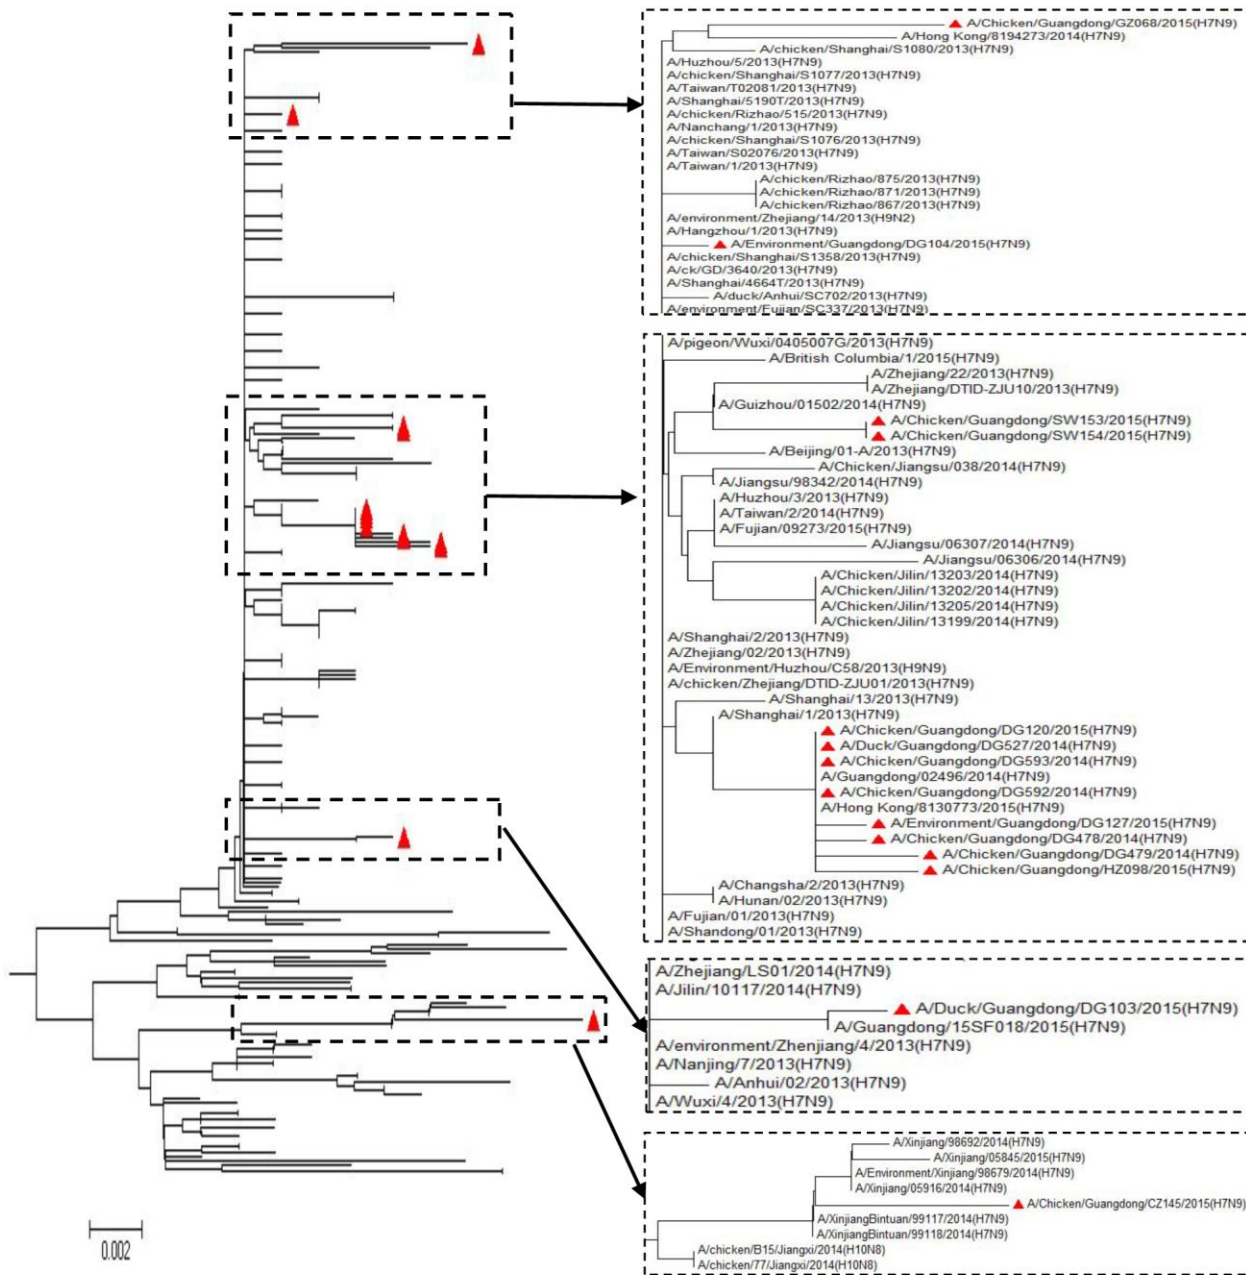 A/Chicken/Guangdong/GZ068/2015(H7N9)
A/Hong Kong/8194273/2014(H7N9)
A/chicken/Shanghai/S1080/2013(H7N9)
A/Huzhou/5/2013(H7N9)
A/chicken/Shanghai/S1077/2013(H7N9)
A/Taiwan/T02081/2013(H7N9)
A/Shanghai/5190T/2013(H7N9)
A/chicken/Rizhao/515/2013(H7N9)
A/Nanchang/1/2013(H7N9)
A/chicken/Shanghai/S1076/2013(H7N9)
A/Taiwan/S02076/2013(H7N9)
A/Taiwan/1/2013(H7N9)
A/chicken/Rizhao/875/2013(H7N9)
A/chicken/Rizhao/871/2013(H7N9)
A/chicken/Rizhao/867/2013(H7N9)
A/environment/Zhejiang/14/2013(H9N2)
A/Hangzhou/1/2013(H7N9)
A/Environment/Guangdong/DG104/2015(H7N9)
A/chicken/Shanghai/S1358/2013(H7N9)
A/ck/GD/3640/2013(H7N9)
A/Shanghai/4664T/2013(H7N9)
A/duck/Anhui/SC702/2013(H7N9)
A/environment/Fujian/SC337/2013(H7N9)
A/pigeon/Wuxi/0405007G/2013(H7N9)
A/British Columbia/1/2015(H7N9)
A/Zhejiang/22/2013(H7N9)
A/Zhejiang/DTID-ZJU10/2013(H7N9)
A/Guizhou/01502/2014(H7N9)
A/Chicken/Guangdong/SW153/2015(H7N9)
A/Chicken/Guangdong/SW154/2015(H7N9)
A/Beijing/01-A/2013(H7N9)
A/Chicken/Jiangsu/038/2014(H7N9)
A/Jiangsu/98342/2014(H7N9)
A/Huzhou/3/2013(H7N9)
A/Taiwan/2/2014(H7N9)
A/Fujian/09273/2015(H7N9)
A/Jiangsu/06307/2014(H7N9)
A/Jiangsu/06306/2014(H7N9)
A/Chicken/Jilin/13203/2014(H7N9)
A/Chicken/Jilin/13202/2014(H7N9)
A/Chicken/Jilin/13205/2014(H7N9)
A/Chicken/Jilin/13199/2014(H7N9)
A/Shanghai/2/2013(H7N9)
A/Zhejiang/02/2013(H7N9)
A/Environment/Huzhou/C58/2013(H9N9)
A/chicken/Zhejiang/DTID-ZJU01/2013(H7N9)
A/Shanghai/13/2013(H7N9)
A/Shanghai/1/2013(H7N9)
A/Chicken/Guangdong/DG120/2015(H7N9)
A/Duck/Guangdong/DG527/2014(H7N9)
A/Chicken/Guangdong/DG593/2014(H7N9)
A/Guangdong/02496/2014(H7N9)
A/Chicken/Guangdong/DG592/2014(H7N9)
A/Hong Kong/8130773/2015(H7N9)
A/Environment/Guangdong/DG127/2015(H7N9)
A/Chicken/Guangdong/DG478/2014(H7N9)
A/Chicken/Guangdong/DG479/2014(H7N9)
A/Chicken/Guangdong/HZ098/2015(H7N9)
A/Changsha/2/2013(H7N9)
A/Hunan/02/2013(H7N9)
A/Fujian/01/2013(H7N9)
A/Shandong/01/2013(H7N9)
A/Zhejiang/LS01/2014(H7N9)
A/Jilin/10117/2014(H7N9)
A/Duck/Guangdong/DG103/2015(H7N9)
A/Guangdong/15SF018/2015(H7N9)
A/environment/Zhenjiang/4/2013(H7N9)
A/Nanjing/7/2013(H7N9)
A/Anhui/02/2013(H7N9)
A/Wuxi/4/2013(H7N9)
A/Xinjiang/98692/2014(H7N9)
A/Xinjiang/05845/2015(H7N9)
A/Environment/Xinjiang/98679/2014(H7N9)
A/Xinjiang/05916/2014(H7N9)
A/Chicken/Guangdong/CZ145/2015(H7N9)
A/XinjiangBintuan/99117/2014(H7N9)
A/XinjiangBintuan/99118/2014(H7N9)
A/chicken/B15/Jiangxi/2014(H10N8)
A/chicken/77/Jiangxi/2014(H10N8)
0.002